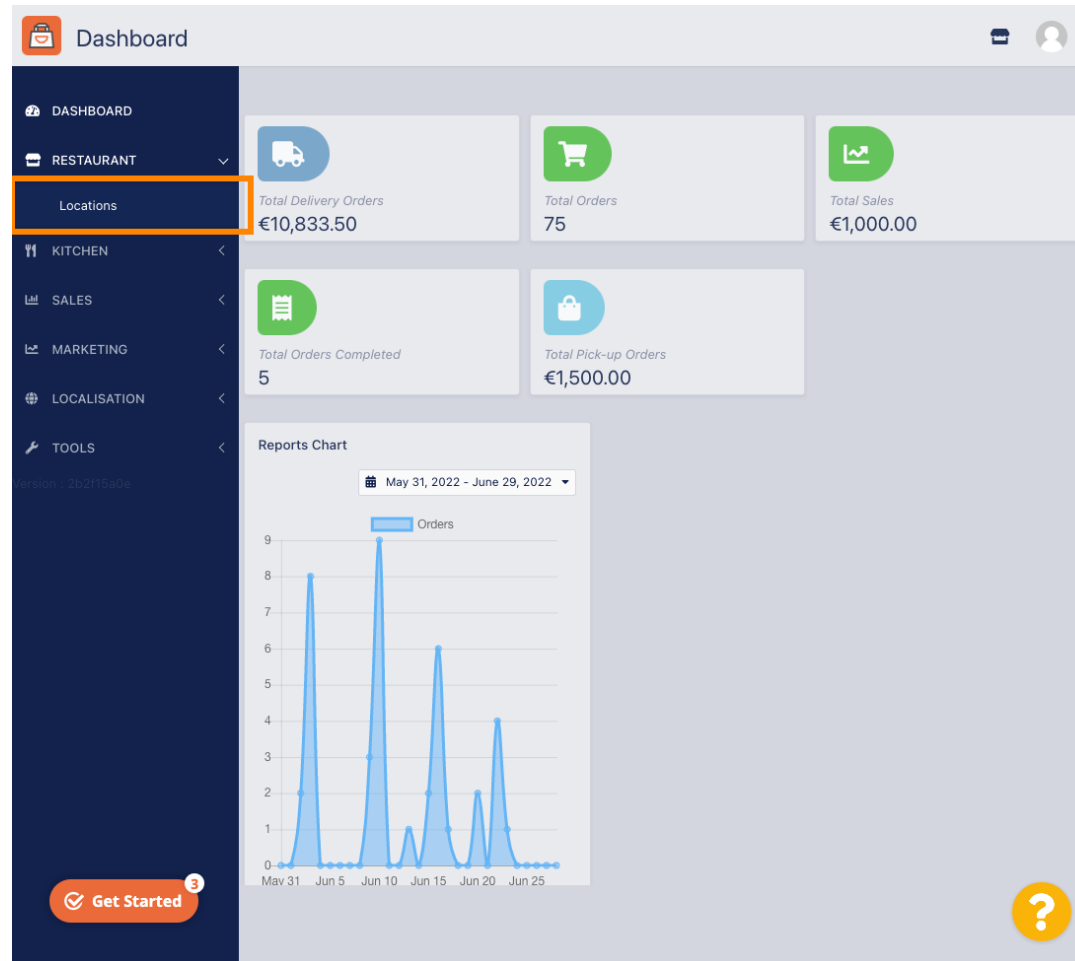 Dashboard
DASHBOARD
RESTAURANT
Locations
KITCHEN
SALES
MARKETING
LOCALISATION
TOOLS
Version : 2b2f15a0e
Total Delivery Orders
€10,833.50
Total Orders
75
Total Sales
€1,000.00
Total Orders Completed
5
Total Pick-up Orders
€1,500.00
Reports Chart
May 31, 2022 - June 29, 2022
Orders
9
8
7
6
5
4
3
2
1
0
May 31 Jun 5 Jun 10 Jun 15 Jun 20 Jun 25
Get Started
3
?